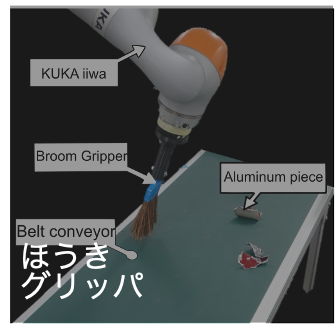 KUKA iiwa
Broom Gripper
Aluminum piece
Belt conveyor
ほうき
グリッパ